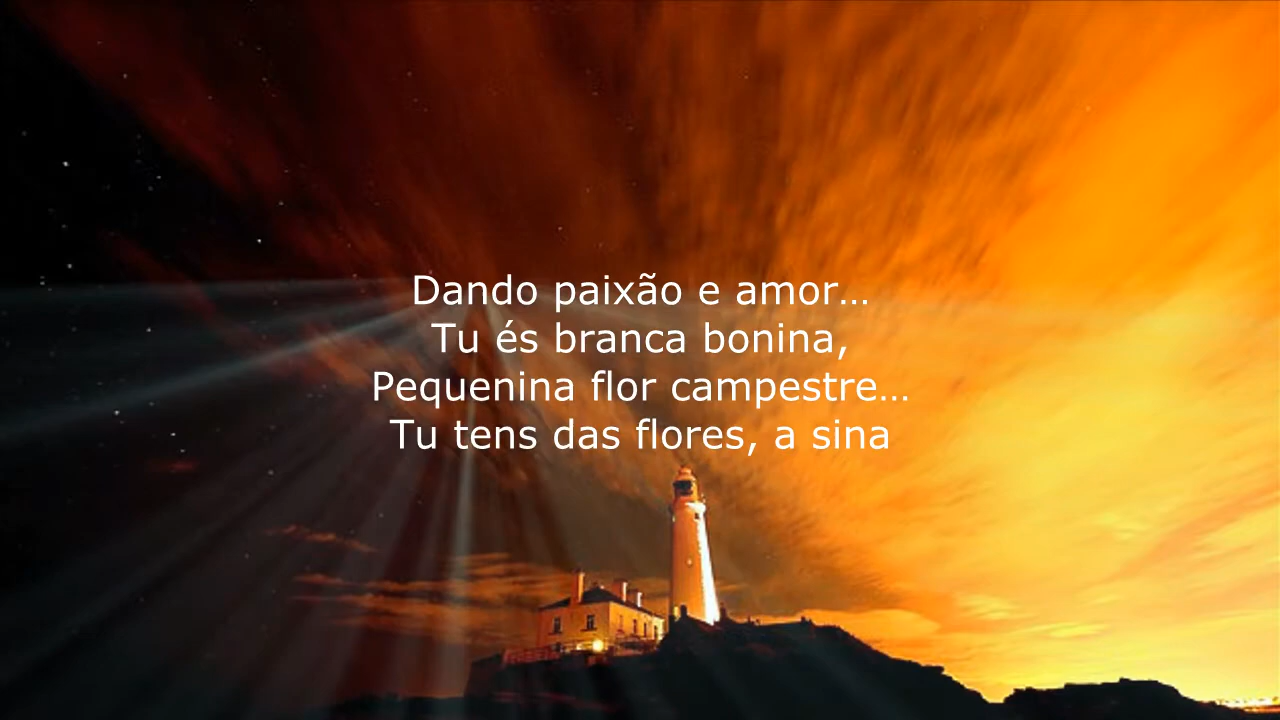 Dando paixão e amor…
Tu és branca bonina,
Pequenina flor campestre…
Tu tens das flores, a sina